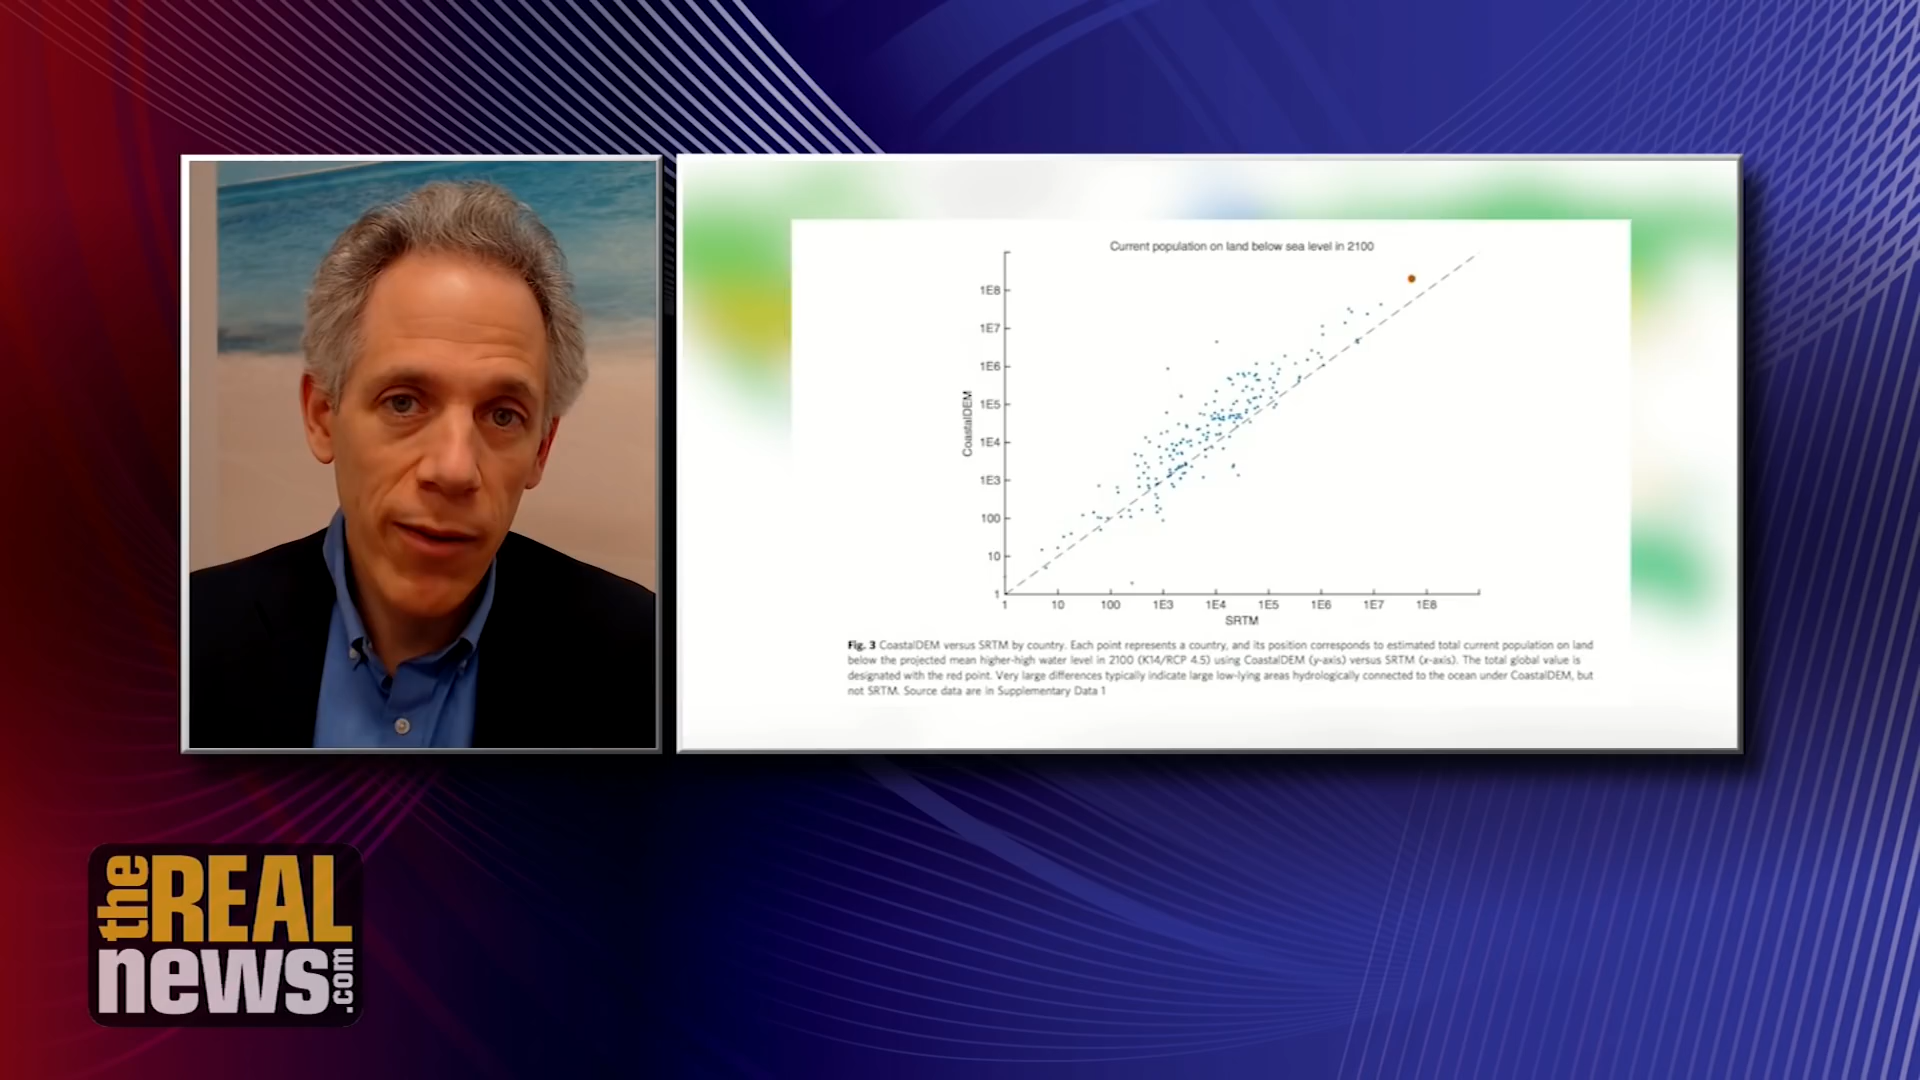 Current population on land below sea level in 2100
1E8
1E7
1E6
1E5
1E4
1E3
100
10
1
CoastalDEM
1 10 100 1E3 1E4 1E5 1E6 1E7 1E8
SRTM
Fig. 3 CoastalDEM versus SRTM by country. Each point represents a country, and its position corresponds to estimated total current population on land
below the projected mean higher-high water level in 2100 (K14/RCP 4.5) using CoastalDEM (y-axis) versus SRTM (x-axis). The total global value is
designated with the red point. Very large differences typically indicate large low-lying areas hydrologically connected to the ocean under CoastalDEM, but
not SRTM. Source data are in Supplementary Data 1
the REAL
news.com